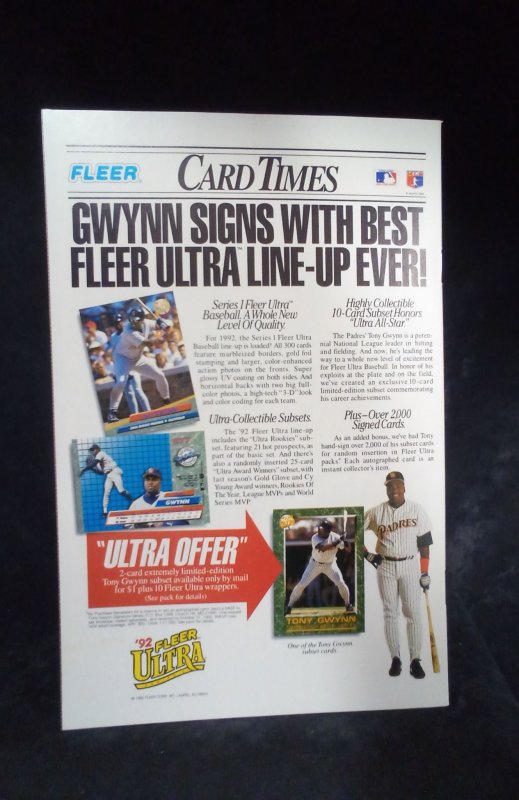 FLEER
CARD TIMES
GWYNN SIGNS WITH BEST
FLEER ULTRA™ LINE-UP EVER!
Series 1 Fleer Ultra™
Baseball. A Whole New
Level Of Quality.
For 1992, the Series 1 Fleer Ultra
Baseball line-up is loaded! All 300 cards
feature marbleized borders, gold foil
stamping and larger, color-enhanced
action photos on the fronts. Super
glossy UV coating on both sides. And
horizontal backs with two big full-
color photos, a high-tech "3-D" look
and color coding for each team.
Ultra-Collectible Subsets.
The '92 Fleer Ultra line-up
includes the "Ultra Rookies" sub-
set, featuring 21 hot prospects, as
part of the basic set. And there's
also a randomly inserted 25-card
"Ultra Award Winners" subset, with
last season's Gold Glove and Cy
Young Award winners, Rookies Of
The Year, League MVPs and World
Series MVP.
Highly Collectible
10-Card Subset Honors
"Ultra All-Star"
The Padres' Tony Gwynn is a peren-
nial National League leader in hitting
and fielding. And now, he's leading the
way to a whole new level of excitement
for Fleer Ultra Baseball. In honor of his
exploits at the plate and on the field,
we've created an exclusive 10-card
limited-edition subset commemorating
his career achievements.
Plus–Over 2,000
Signed Cards.
As an added bonus, we've had Tony
hand-sign over 2,000 of his subset cards
for random insertion in Fleer Ultra
packs.* Each autographed card is an
instant collector's item.
GWYNN
"ULTRA OFFER"
2-card extremely limited-edition
Tony Gwynn subset available only by mail
for $1 plus 10 Fleer Ultra wrappers.
(See pack for details)
TONY GWYNN
PADRES
One of the Tony Gwynn
subset cards.
'92 FLEER
ULTRA